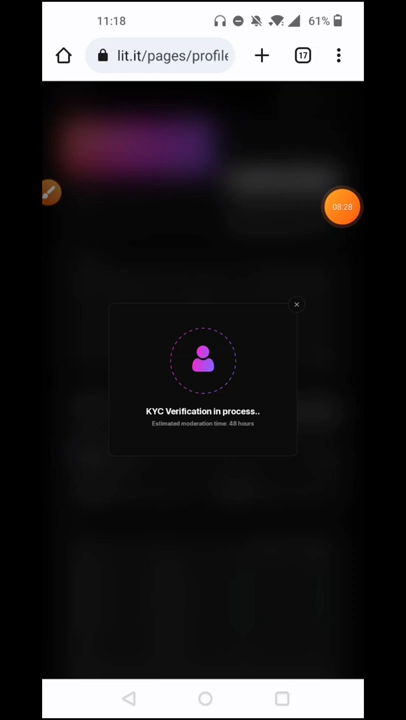 11:18
61%
lit.it/pages/profile
17
08:28
KYC Verification in process..
Estimated moderation time: 48 hours